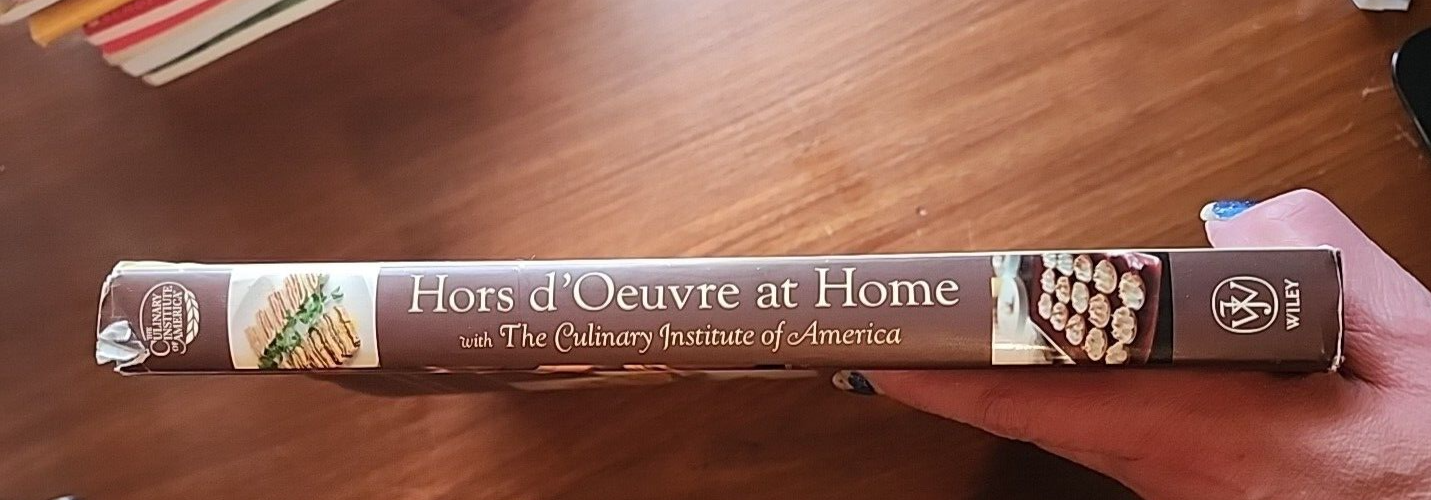 THE
CULINARY
INSTITUTE
OF AMERICA
Hors d'Oeuvre at Home
with The Culinary Institute of America
WILEY